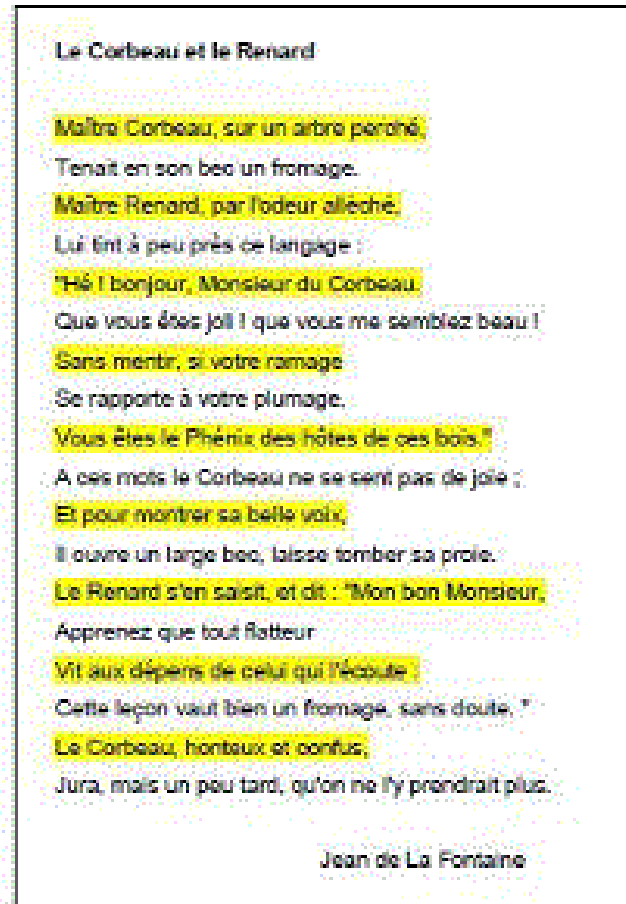 Le Corbeau et le Renard
Maître Corbeau, sur un arbre perché,
Tenait en son bec un fromage.
Maître Renard, par l'odeur alléché,
Lui tint à peu près ce langage :
"Hé ! bonjour, Monsieur du Corbeau.
Que vous êtes joli ! que vous me semblez beau !
Sans mentir, si votre ramage
Se rapporte à votre plumage,
Vous êtes le Phénix des hôtes de ces bois."
A ces mots le Corbeau ne se sent pas de joie ;
Et pour montrer sa belle voix,
Il ouvre un large bec, laisse tomber sa proie.
Le Renard s'en saisit, et dit : "Mon bon Monsieur,
Apprenez que tout flatteur
Vit aux dépens de celui qui l'écoute :
Cette leçon vaut bien un fromage, sans doute. "
Le Corbeau, honteux et confus,
Jura, mais un peu tard, qu'on ne l'y prendrait plus.
Jean de La Fontaine